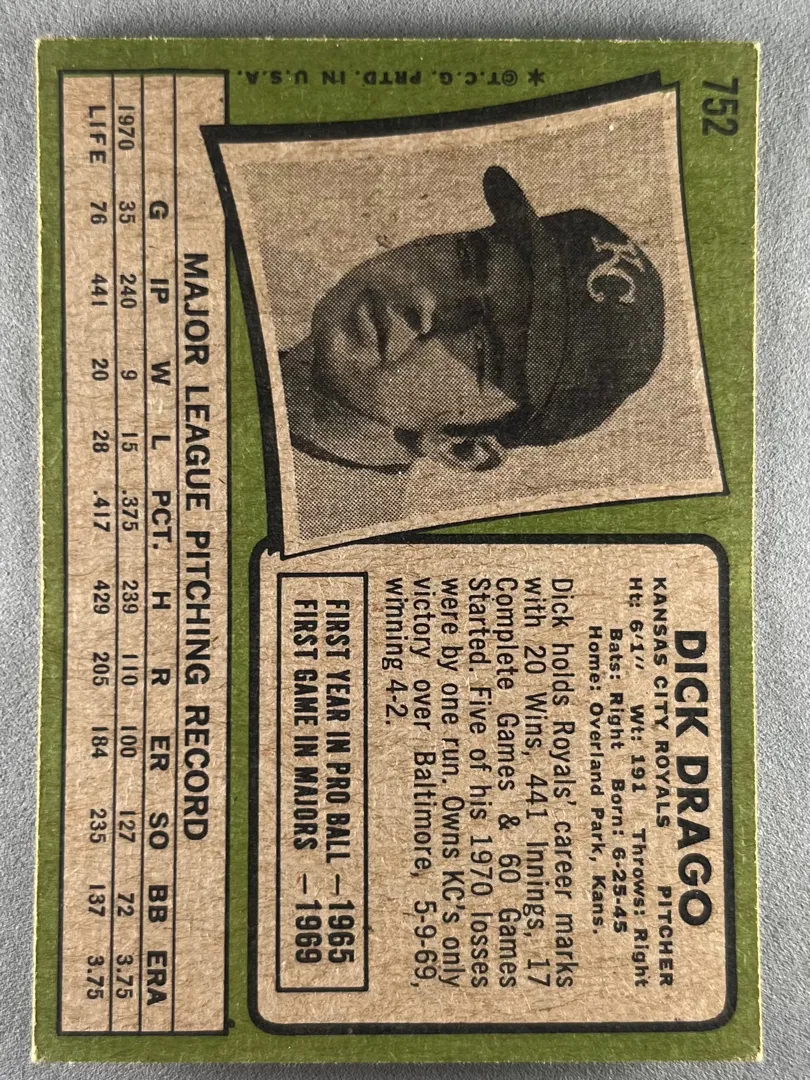 752
*©T.C.G. PRTD. IN U.S.A.
KC
DICK DRAGO
KANSAS CITY ROYALS PITCHER
Ht: 6'1" Wt: 191 Throws: Right
Bats: Right Born: 6-25-45
Home: Overland Park, Kans.
Dick holds Royals' career marks
with 20 Wins, 441 Innings, 17
Complete Games & 60 Games
Started. Five of his 1970 losses
were by one run. Owns KC's only
victory over Baltimore, 5-9-69,
winning 4-2.
FIRST YEAR IN PRO BALL —1965
FIRST GAME IN MAJORS —1969
MAJOR LEAGUE PITCHING RECORD
G IP W L PCT. H R ER SO BB ERA
1970 35 240 9 15 .375 239 110 100 127 72 3.75
LIFE 76 441 20 28 .417 429 205 184 235 137 3.75